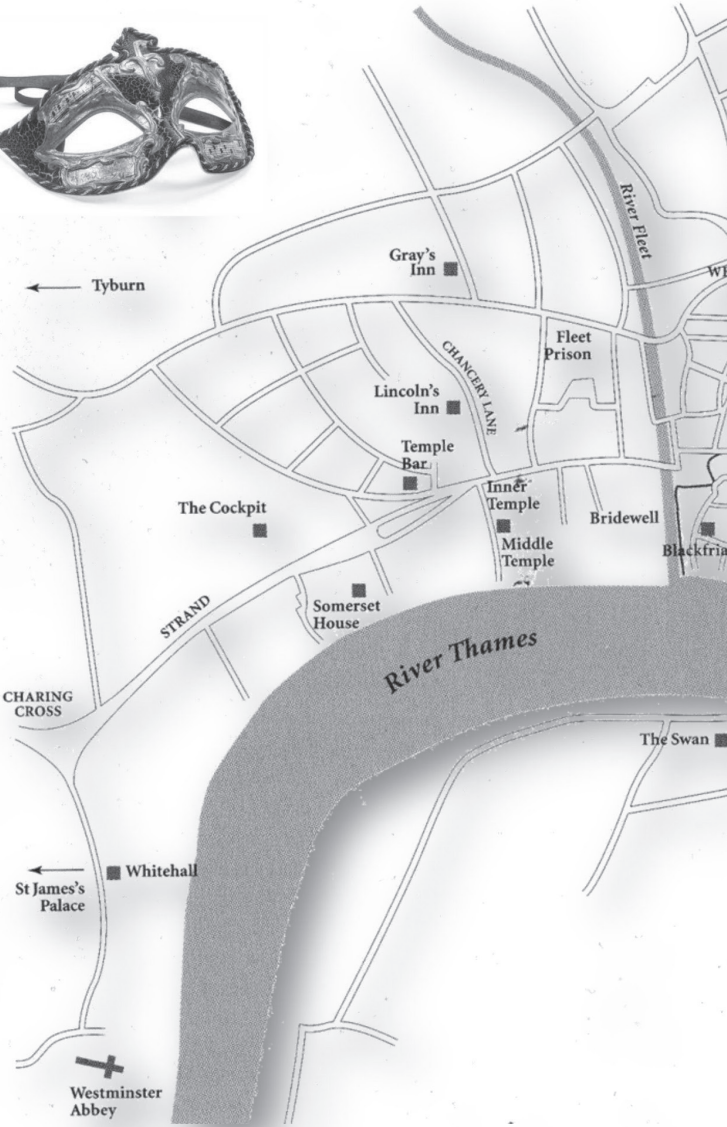 River Fleet
Gray's
Inn
Tyburn
Fleet
Prison
CHANCERY LANE
Lincoln's
Inn
Temple
Bar
Inner
Temple
The Cockpit
Bridewell
Middle
Temple
Somerset
House
STRAND
River Thames
CHARING
CROSS
The Swan
Whitehall
St James's
Palace
Westminster
Abbey